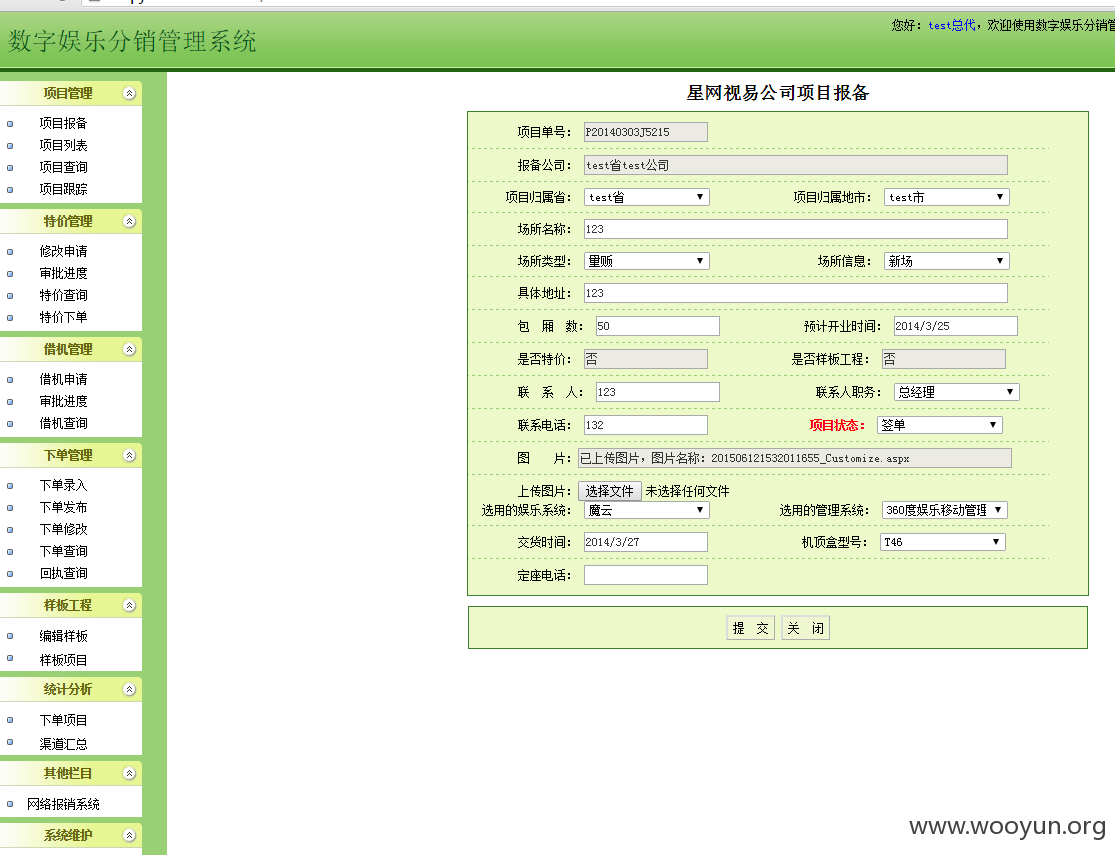 您好：test总代，欢迎使用数字娱乐分销管
数字娱乐分销管理系统
项目管理
项目报备
项目列表
项目查询
项目跟踪
特价管理
修改申请
审批进度
特价查询
特价下单
借机管理
借机申请
审批进度
借机查询
下单管理
下单录入
下单发布
下单修改
下单查询
回执查询
样板工程
编辑样板
样板项目
统计分析
下单项目
渠道汇总
其他栏目
网络报销系统
系统维护
星网视易公司项目报备
项目单号： P20140303J5215
报备公司： test省test公司
项目归属省： test省 项目归属地市： test市
场所名称： 123
场所类型： 量贩 场所信息： 新场
具体地址： 123
包 厢 数： 50 预计开业时间： 2014/3/25
是否特价： 否 是否样板工程： 否
联 系 人： 123 联系人职务： 总经理
联系电话： 132 项目状态： 签单
图 片： 已上传图片，图片名称：201506121532011655_Customize.aspx
上传图片： 选择文件 未选择任何文件
选用的娱乐系统： 魔云 选用的管理系统： 360度娱乐移动管理
交货时间： 2014/3/27 机顶盒型号： T46
定座电话：
提 交 关 闭
www.wooyun.org